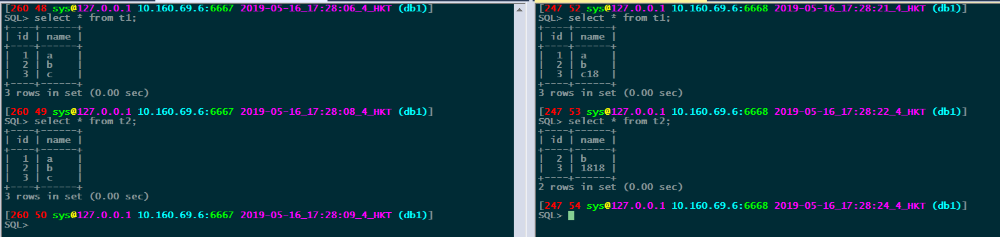 [260 48 sys@127.0.0.1 10.160.69.6:6667 2019-05-16_17:28:06_4_HKT (db1)]
SQL> select * from t1;
+----+------+
| id | name |
+----+------+
|  1 | a    |
|  2 | b    |
|  3 | c    |
+----+------+
3 rows in set (0.00 sec)
[260 49 sys@127.0.0.1 10.160.69.6:6667 2019-05-16_17:28:08_4_HKT (db1)]
SQL> select * from t2;
+----+------+
| id | name |
+----+------+
|  1 | a    |
|  2 | b    |
|  3 | c    |
+----+------+
3 rows in set (0.00 sec)
[260 50 sys@127.0.0.1 10.160.69.6:6667 2019-05-16_17:28:09_4_HKT (db1)]
SQL>
[247 52 sys@127.0.0.1 10.160.69.6:6668 2019-05-16_17:28:21_4_HKT (db1)]
SQL> select * from t1;
+----+------+
| id | name |
+----+------+
|  1 | a    |
|  2 | b    |
|  3 | c18  |
+----+------+
3 rows in set (0.00 sec)
[247 53 sys@127.0.0.1 10.160.69.6:6668 2019-05-16_17:28:22_4_HKT (db1)]
SQL> select * from t2;
+----+------+
| id | name |
+----+------+
|  2 | b    |
|  3 | 1818 |
+----+------+
2 rows in set (0.00 sec)
[247 54 sys@127.0.0.1 10.160.69.6:6668 2019-05-16_17:28:24_4_HKT (db1)]
SQL>